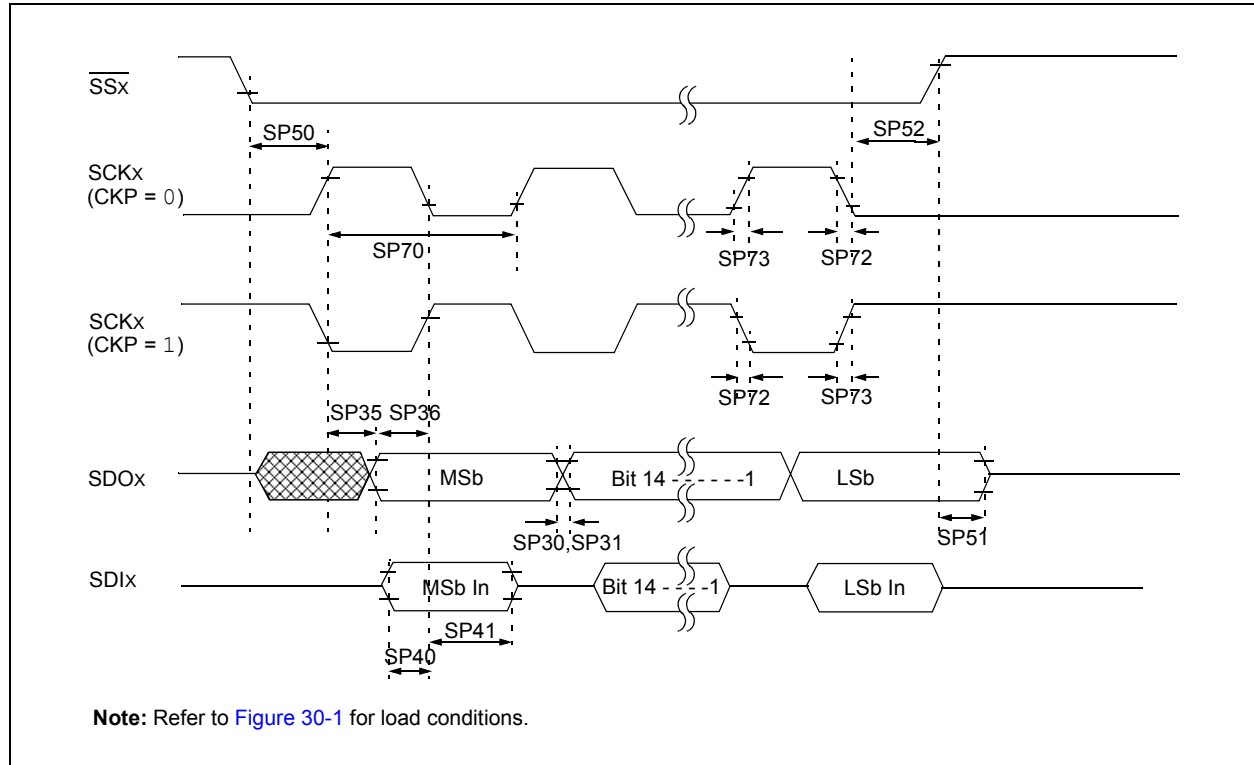 SSx
SP50
SP52
SCKx
(CKP = 0)
SP70
SP73
SP72
SCKx
(CKP = 1)
SP72
SP73
SP35
SP36
SDOx
MSb
Bit 14 - - - - - -1
LSb
SP30,SP31
SP51
SDIx
MSb In
Bit 14 - - - -1
LSb In
SP41
SP40
Note: Refer to Figure 30-1 for load conditions.